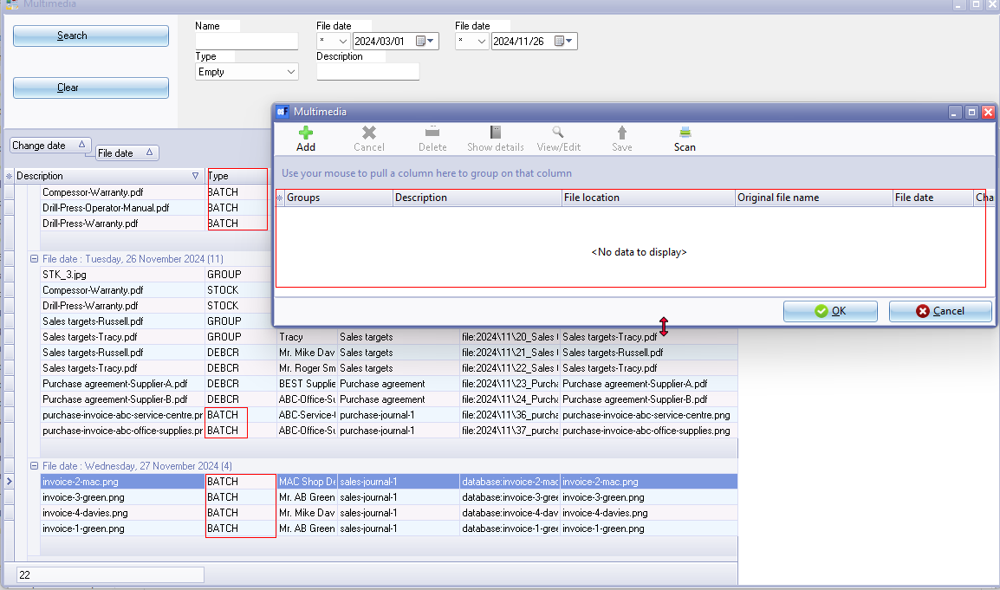 Multimedia
Search
Clear
Name
File date
File date
* 2024/03/01
* 2024/11/26
Type
Description
Empty
Change date
File date
Description Type
Compessor-Warranty.pdf BATCH
Drill-Press-Operator-Manual.pdf BATCH
Drill-Press-Warranty.pdf BATCH
File date : Tuesday, 26 November 2024 (11)
STK_3.jpg GROUP
Compessor-Warranty.pdf STOCK
Drill-Press-Warranty.pdf STOCK
Sales targets-Russell.pdf GROUP
Sales targets-Tracy.pdf GROUP Tracy Sales targets file:2024\11\20_Sales Sales targets-Tracy.pdf
Sales targets-Russell.pdf DEBCR Mr. Mike Dav Sales targets file:2024\11\21_Sales Sales targets-Russell.pdf
Sales targets-Tracy.pdf DEBCR Mr. Roger Sm Sales targets file:2024\11\22_Sales Sales targets-Tracy.pdf
Purchase agreement-Supplier-A.pdf DEBCR BEST Supplie Purchase agreement file:2024\11\23_Purcha Purchase agreement-Supplier-A.pdf
Purchase agreement-Supplier-B.pdf DEBCR ABC-Office-Su Purchase agreement file:2024\11\24_Purcha Purchase agreement-Supplier-B.pdf
purchase-invoice-abc-service-centre.pr BATCH ABC-Service-( purchase-journal-1 file:2024\11\36_purcha purchase-invoice-abc-service-centre.png
purchase-invoice-abc-office-supplies.pr BATCH ABC-Office-Su purchase-journal-1 file:2024\11\37_purcha purchase-invoice-abc-office-supplies.png
File date : Wednesday, 27 November 2024 (4)
invoice-2-mac.png BATCH MAC Shop De sales-journal-1 database:invoice-2-mac invoice-2-mac.png
invoice-3-green.png BATCH Mr. AB Green sales-journal-1 database:invoice-3-gree invoice-3-green.png
invoice-4-davies.png BATCH Mr. Mike Dav sales-journal-1 database:invoice-4-dav invoice-4-davies.png
invoice-1-green.png BATCH Mr. AB Green sales-journal-1 database:invoice-1-gree invoice-1-green.png
22
Multimedia
Add Cancel Delete Show details View/Edit Save Scan
Use your mouse to pull a column here to group on that column
Groups Description File location Original file name File date Cha
<No data to display>
OK Cancel